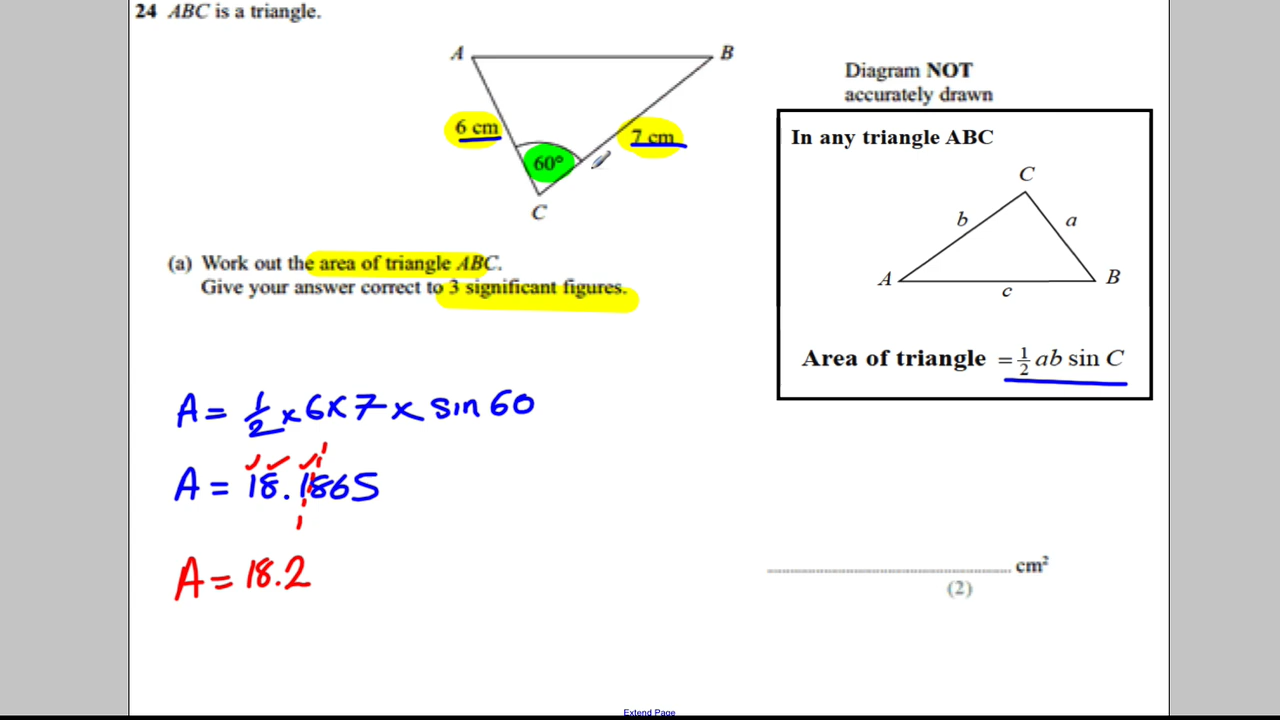 24 ABC is a triangle.
A
B
6 cm
7 cm
60°
C
Diagram NOT
accurately drawn
In any triangle ABC
C
b
a
A
B
c
Area of triangle = 1/2 ab sin C
(a) Work out the area of triangle ABC.
Give your answer correct to 3 significant figures.
A = 1/2 x 6 x 7 x sin 60
A = 18.1865
A = 18.2
cm²
(2)
Extend Page